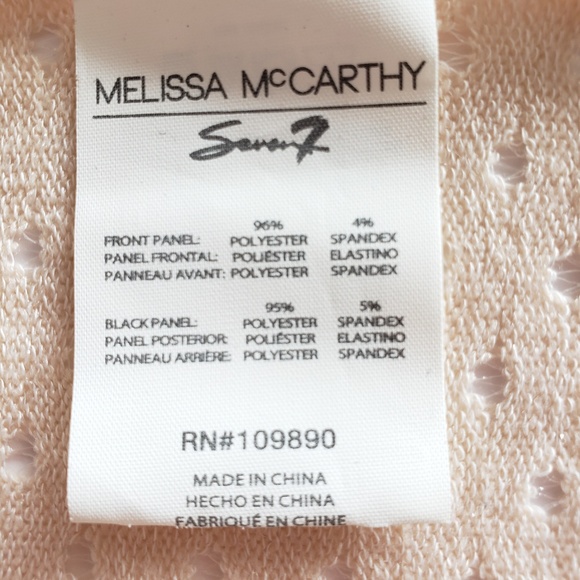 MELISSA McCARTHY
Seven7
96% 4%
FRONT PANEL: POLYESTER SPANDEX
PANEL FRONTAL: POLIÉSTER ELASTINO
PANNEAU AVANT: POLYESTER SPANDEX
95% 5%
BLACK PANEL: POLYESTER SPANDEX
PANEL POSTERIOR: POLIÉSTER ELASTINO
PANNEAU ARRIÈRE: POLYESTER SPANDEX
RN#109890
MADE IN CHINA
HECHO EN CHINA
FABRIQUÉ EN CHINE